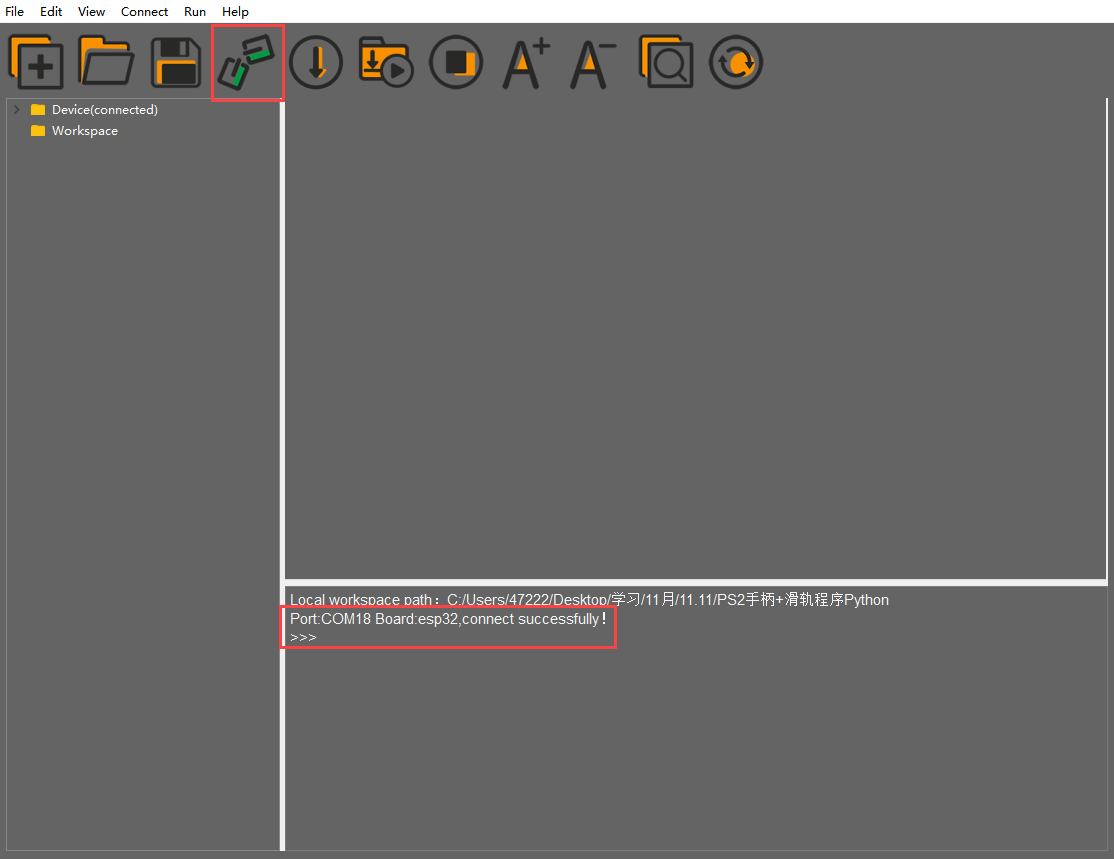 File Edit View Connect Run Help
Device(connected)
Workspace
Local workspace path：C:/Users/47222/Desktop/学习/11月/11.11/PS2手柄+滑轨程序Python
Port:COM18 Board:esp32,connect successfully！
>>>